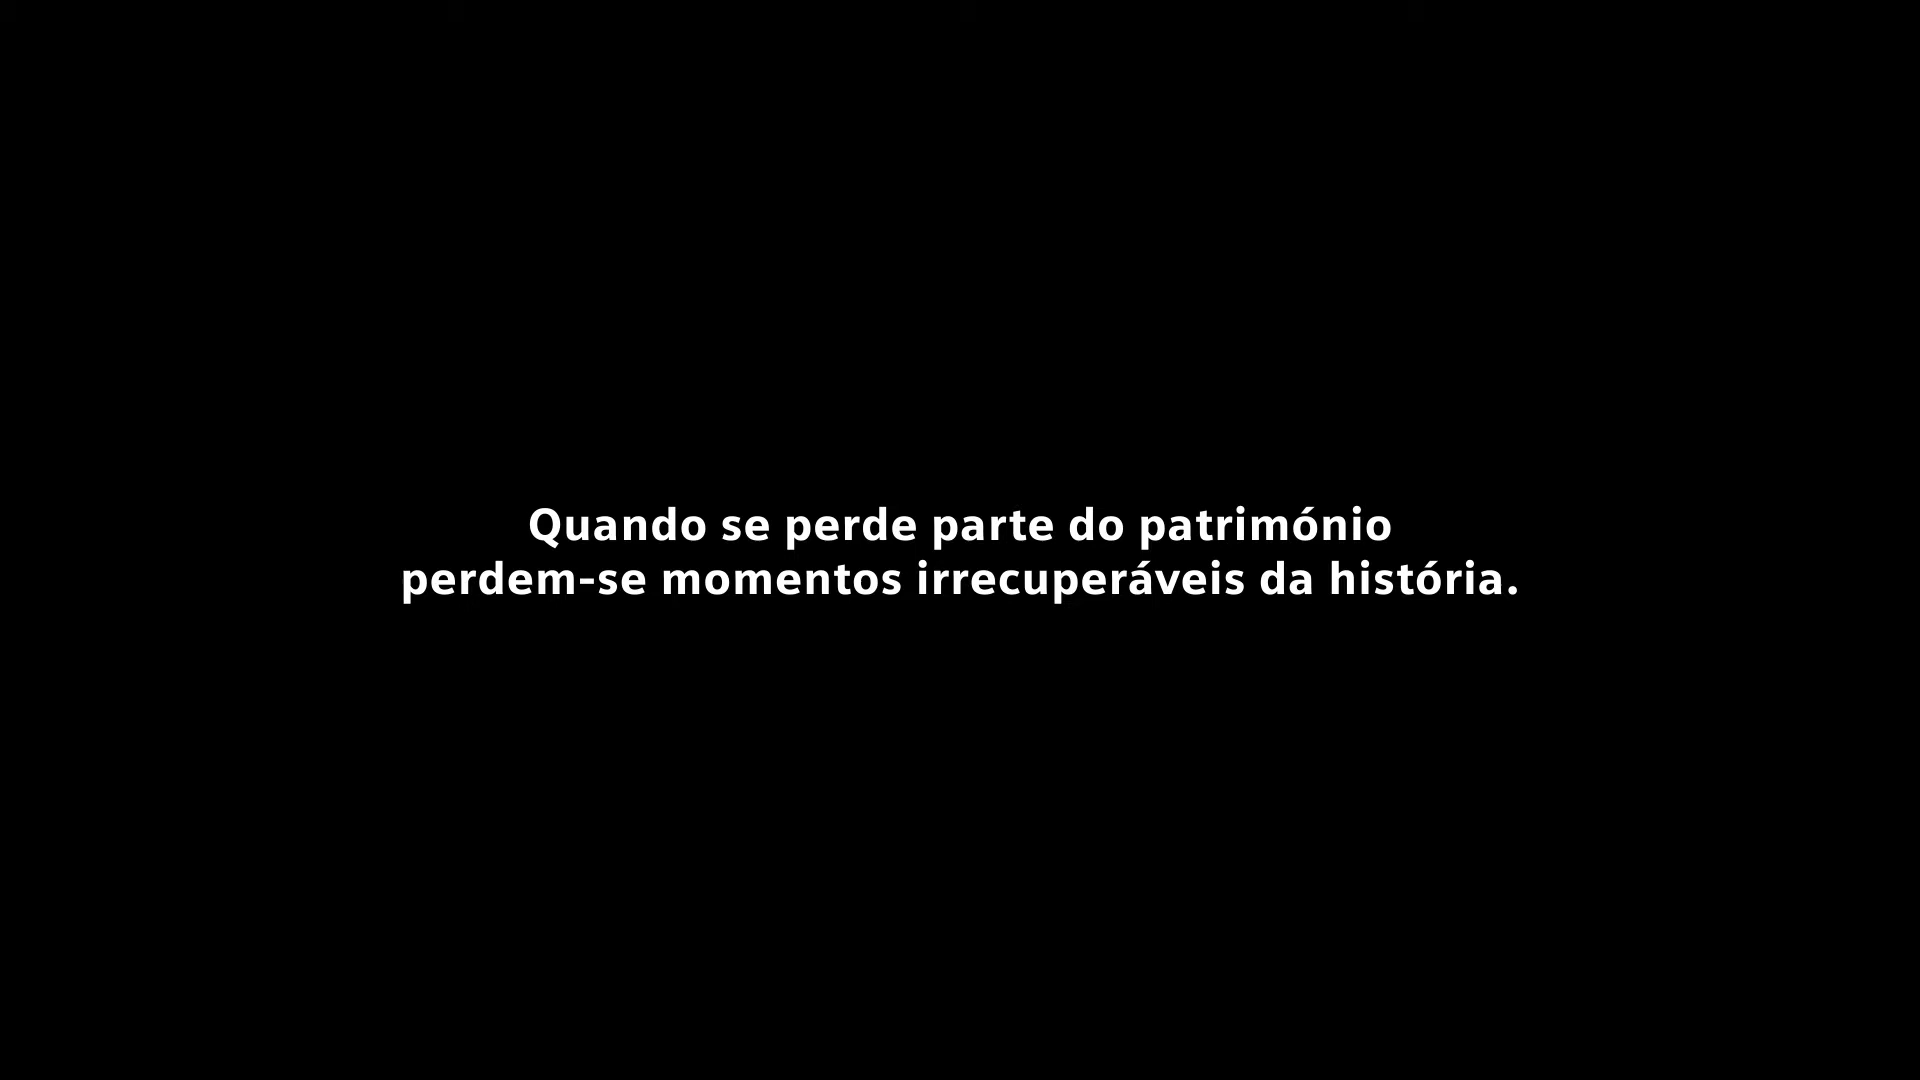 Quando se perde parte do património
perdem-se momentos irrecuperáveis da história.